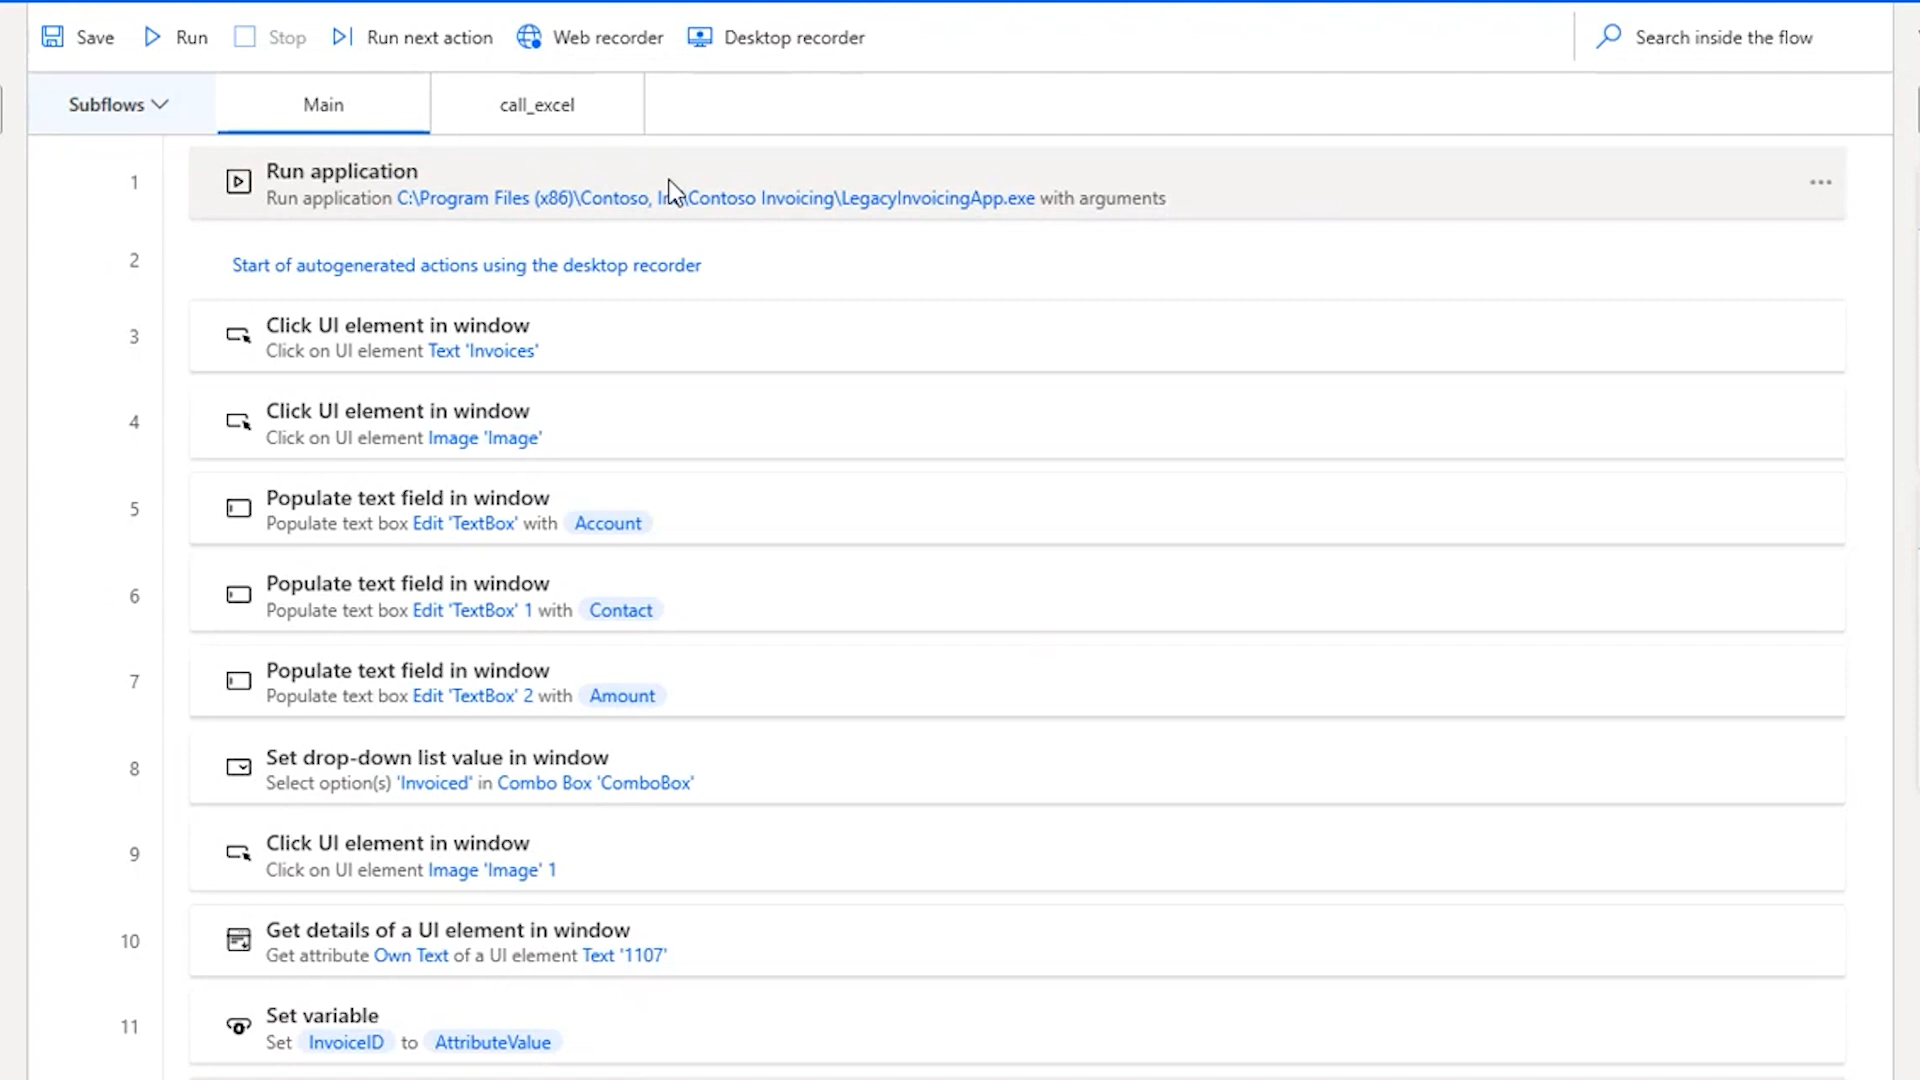 Save Run Stop Run next action Web recorder Desktop recorder Search inside the flow
Subflows Main call_excel
1 Run application
Run application C:\Program Files (x86)\Contoso, In \Contoso Invoicing\LegacyInvoicingApp.exe with arguments
2 Start of autogenerated actions using the desktop recorder
3 Click UI element in window
Click on UI element Text 'Invoices'
4 Click UI element in window
Click on UI element Image 'Image'
5 Populate text field in window
Populate text box Edit 'TextBox' with Account
6 Populate text field in window
Populate text box Edit 'TextBox' 1 with Contact
7 Populate text field in window
Populate text box Edit 'TextBox' 2 with Amount
8 Set drop-down list value in window
Select option(s) 'Invoiced' in Combo Box 'ComboBox'
9 Click UI element in window
Click on UI element Image 'Image' 1
10 Get details of a UI element in window
Get attribute Own Text of a UI element Text '1107'
11 Set variable
Set InvoiceID to AttributeValue